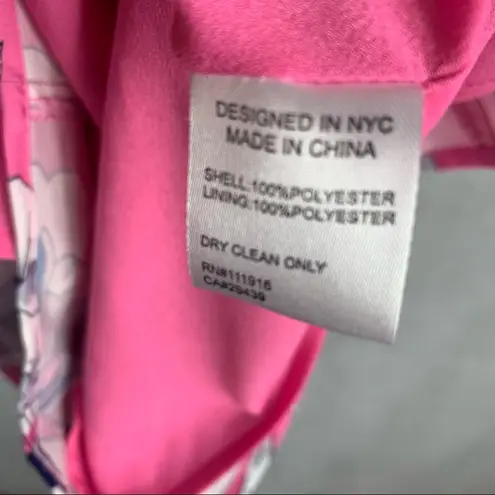 DESIGNED IN NYC
MADE IN CHINA
SHELL:100%POLYESTER
LINING:100%POLYESTER
DRY CLEAN ONLY
RN#111916
CA#29439